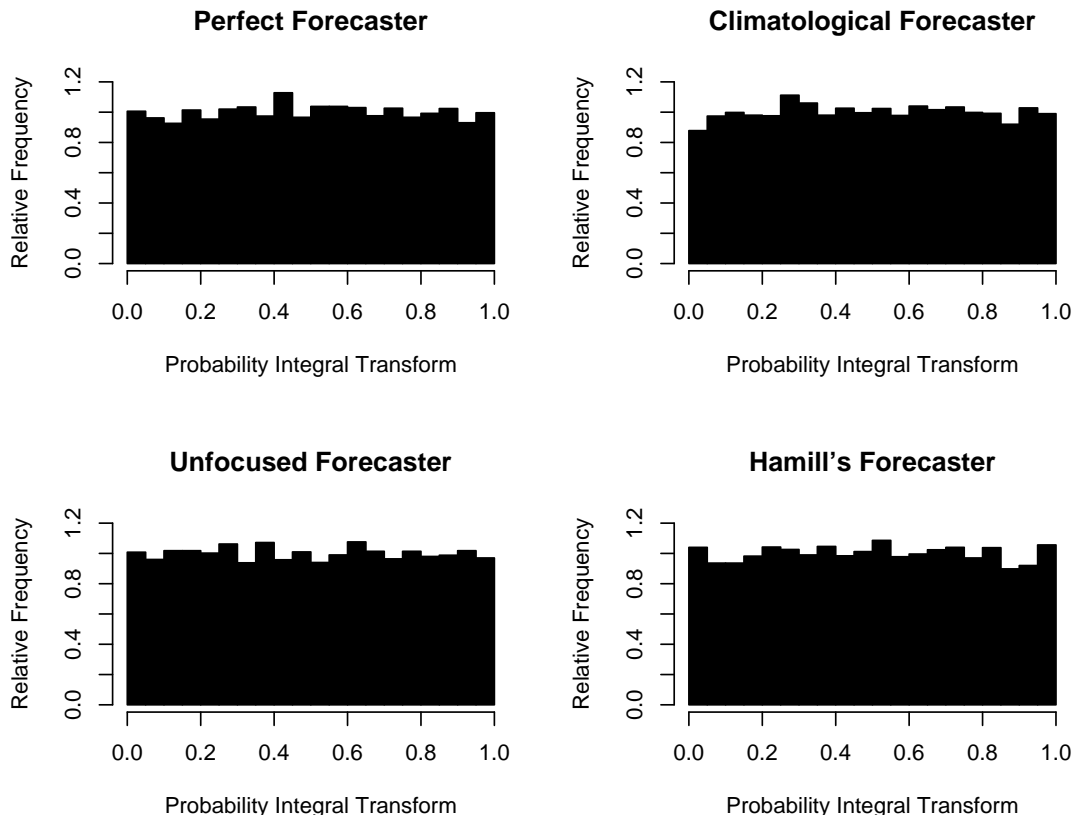 Perfect Forecaster
Relative Frequency
0.0 0.4 0.8 1.2
0.0 0.2 0.4 0.6 0.8 1.0
Probability Integral Transform
Climatological Forecaster
Relative Frequency
0.0 0.4 0.8 1.2
0.0 0.2 0.4 0.6 0.8 1.0
Probability Integral Transform
Unfocused Forecaster
Relative Frequency
0.0 0.4 0.8 1.2
0.0 0.2 0.4 0.6 0.8 1.0
Probability Integral Transform
Hamill’s Forecaster
Relative Frequency
0.0 0.4 0.8 1.2
0.0 0.2 0.4 0.6 0.8 1.0
Probability Integral Transform